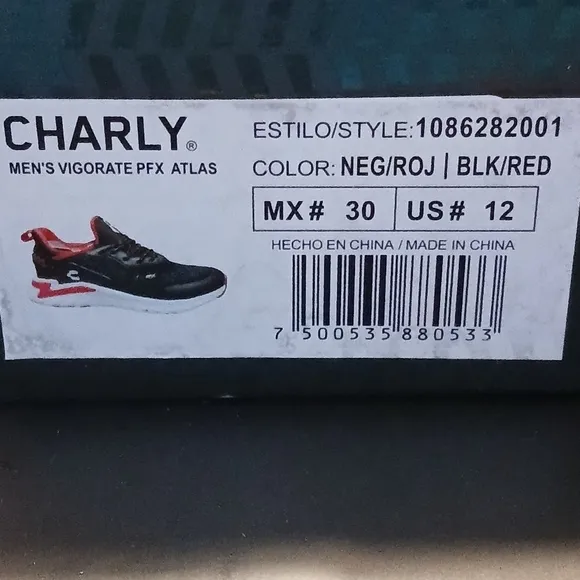 CHARLY®
MEN'S VIGORATE PFX ATLAS
ESTILO/STYLE:1086282001
COLOR: NEG/ROJ | BLK/RED
MX# 30 US# 12
HECHO EN CHINA / MADE IN CHINA
7 500535 880533